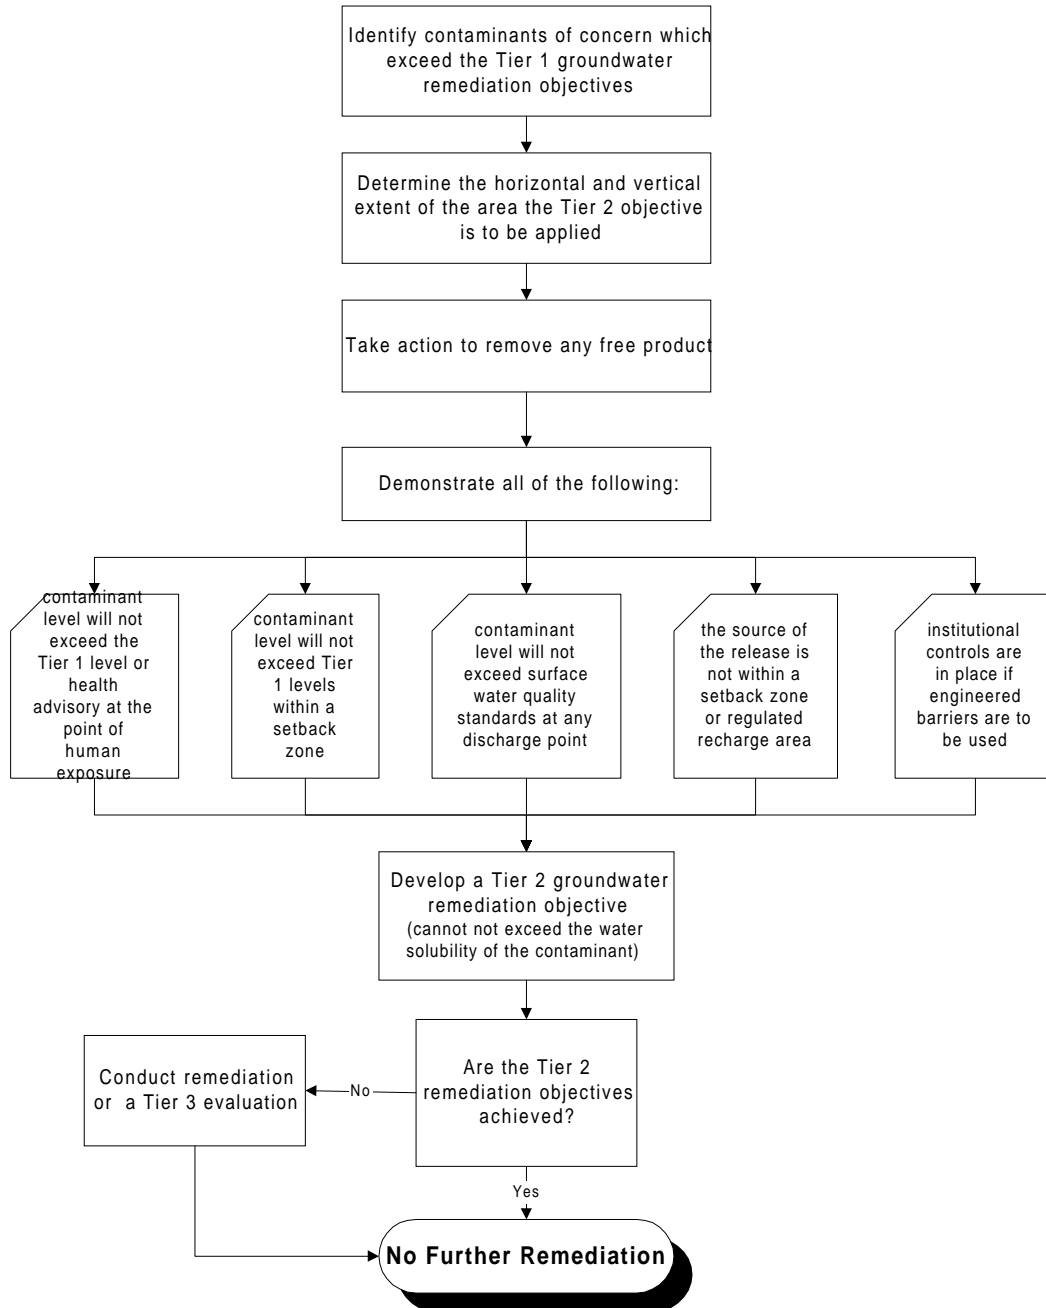 Identify contaminants of concern which
exceed the Tier 1 groundwater
remediation objectives
Determine the horizontal and vertical
extent of the area the Tier 2 objective
is to be applied
Take action to remove any free product
Demonstrate all of the following:
contaminant
level will not
exceed the
Tier 1 level or
health
advisory at the
point of
human
exposure
contaminant
level will not
exceed Tier
1 levels
within a
setback
zone
contaminant
level will not
exceed surface
water quality
standards at any
discharge point
the source of
the release is
not within a
setback zone
or regulated
recharge area
institutional
controls are
in place if
engineered
barriers are to
be used
Develop a Tier 2 groundwater
remediation objective
(cannot not exceed the water
solubility of the contaminant)
Are the Tier 2
remediation objectives
achieved?
No
Conduct remediation
or a Tier 3 evaluation
Yes
No Further Remediation